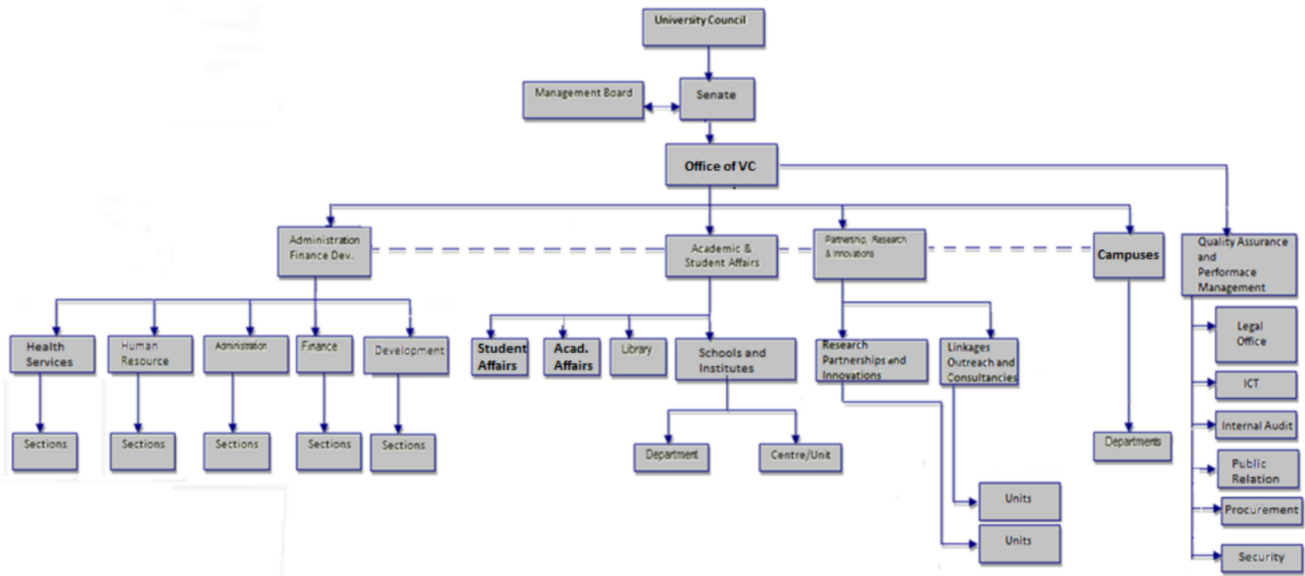 University Council
Management Board
Senate
Office of VC
Administration
Finance Dev.
Academic &
Student Affairs
Partnership, Research
& Innovations
Campuses
Quality Assurance
and
Performace
Management
Health
Services
Human
Resource
Administration
Finance
Development
Student
Affairs
Acad.
Affairs
Library
Schools and
Institutes
Research
Partnerships and
Innovations
Linkages
Outreach and
Consultancies
Legal
Office
ICT
Internal Audit
Public
Relation
Procurement
Security
Sections
Sections
Sections
Sections
Sections
Department
Centre/Unit
Departments
Units
Units